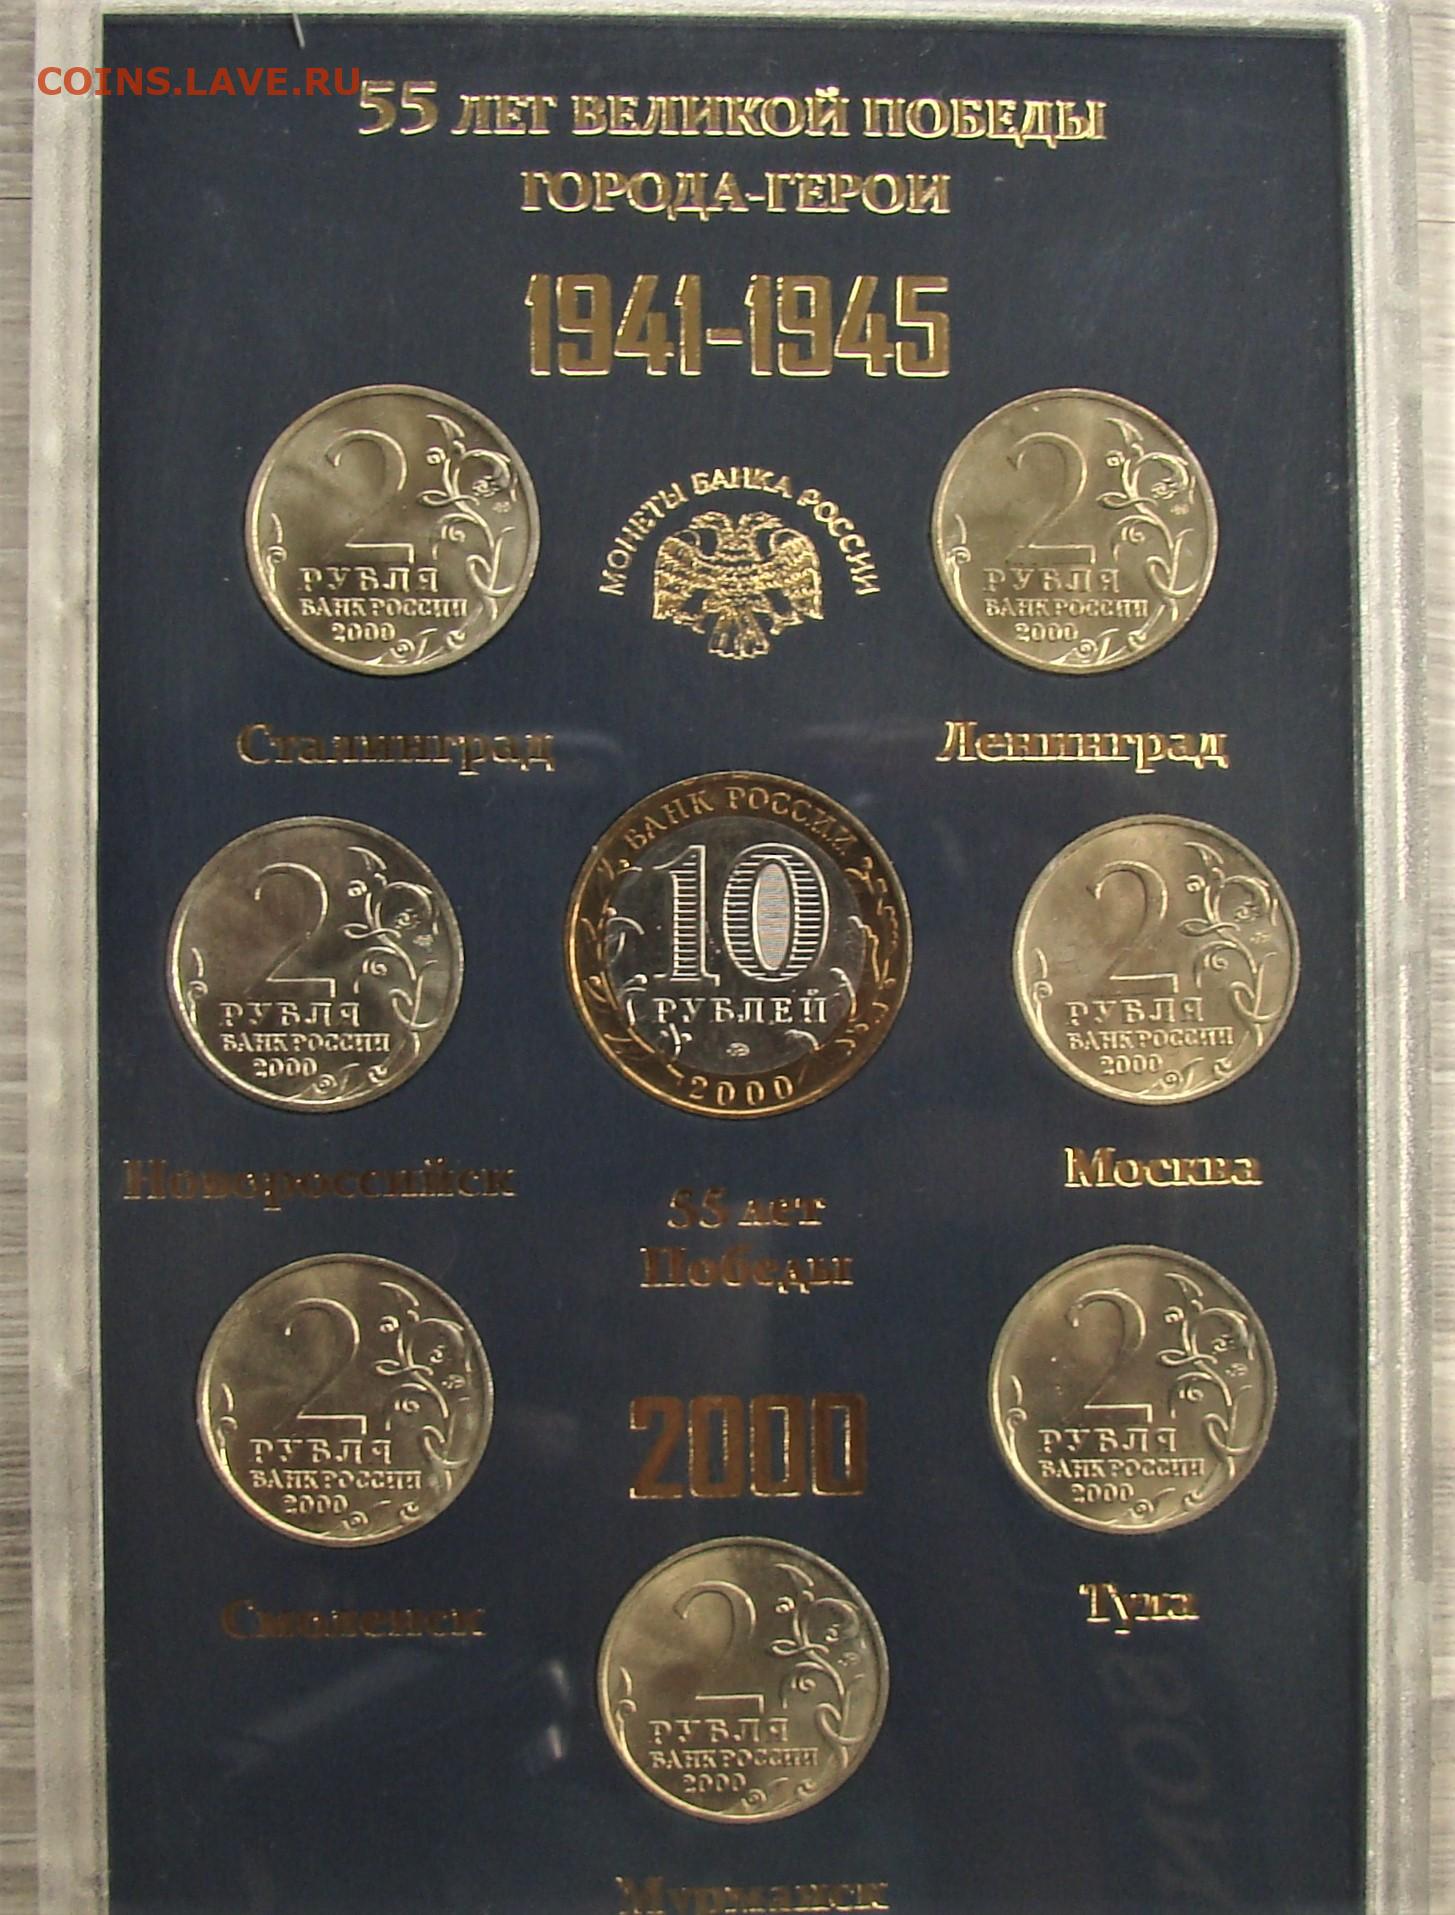 COINS.LAVE.RU
55 ЛЕТ ВЕЛИКОЙ ПОБЕДЫ
ГОРОДА-ГЕРОИ
1941-1945
2
РУБЛЯ
БАНК РОССИИ
2000
МОНЕТЫ БАНКА РОССИИ
2
РУБЛЯ
БАНК РОССИИ
2000
Сталинград
Ленинград
2
РУБЛЯ
БАНК РОССИИ
2000
БАНК РОССИИ
10
РУБЛЕЙ
2000
2
РУБЛЯ
БАНК РОССИИ
2000
Новороссийск
55 лет
Победы
Москва
2
РУБЛЯ
БАНК РОССИИ
2000
2000
2
РУБЛЯ
БАНК РОССИИ
2000
Смоленск
Тула
2
РУБЛЯ
БАНК РОССИИ
2000
Мурманск